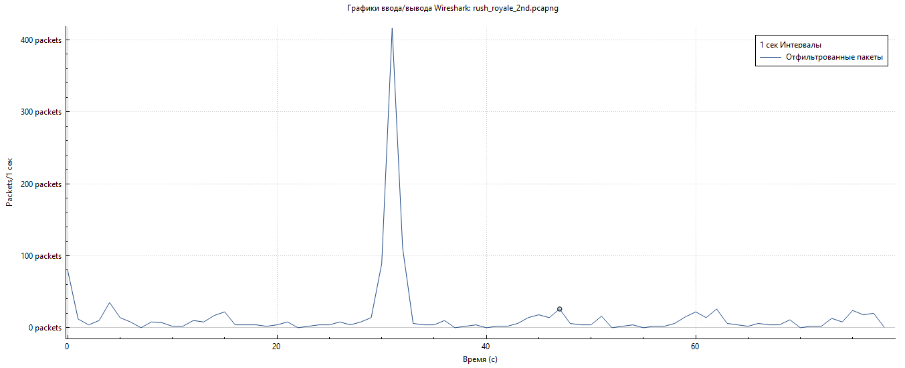 Графики ввода/вывода Wireshark: rush_royale_2nd.pcapng
1 сек Интервалы
Отфильтрованные пакеты
Packets/1 сек
400 packets
300 packets
200 packets
100 packets
0 packets
0
20
40
60
Время (с)